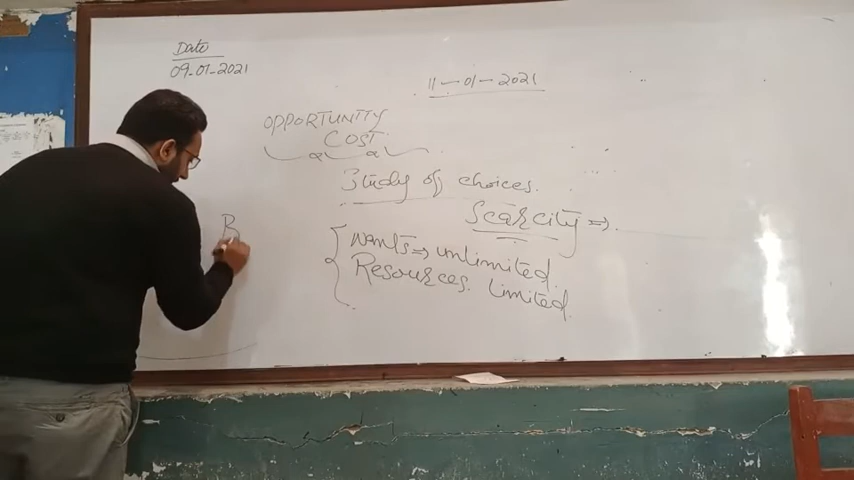 Date
09-01-2021
11-01-2021
OPPORTUNITY
COST
Study of choices.
Scarcity ⇒.
wants ⇒ unlimited
Resources. limited
R